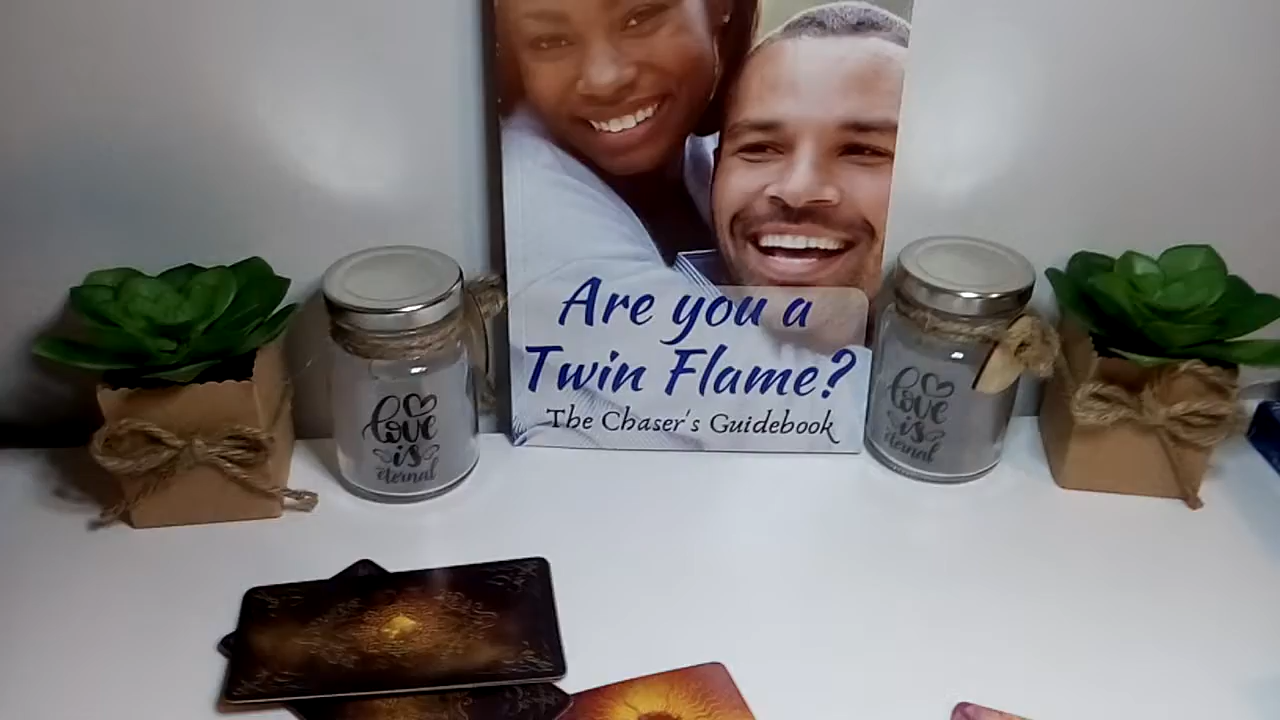 Are you a
Twin Flame?
The Chaser's Guidebook
love
is
eternal
love
is
eternal